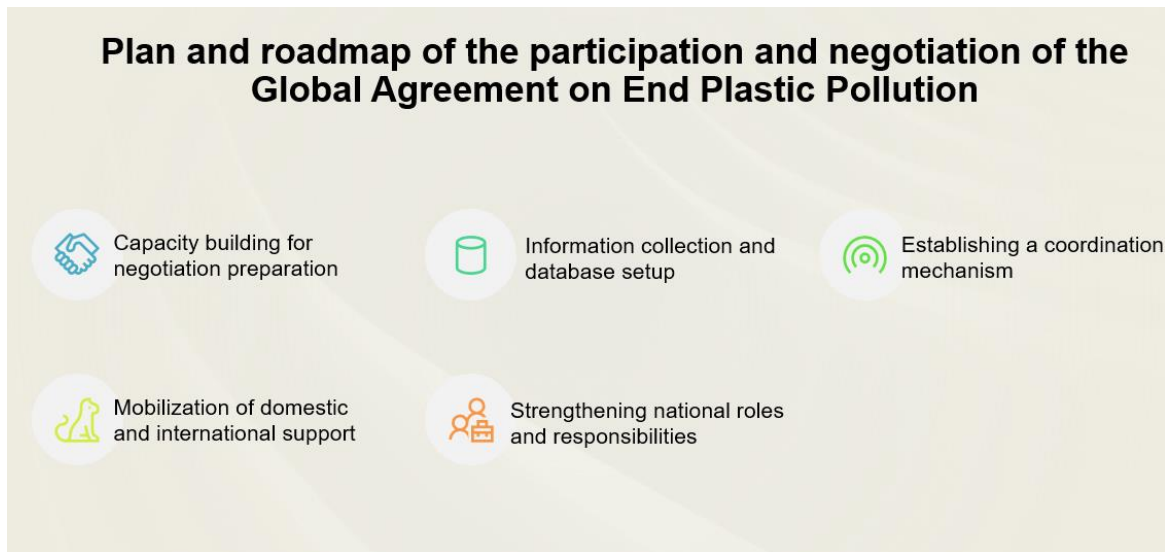 Plan and roadmap of the participation and negotiation of the
Global Agreement on End Plastic Pollution
Capacity building for
negotiation preparation
Information collection and
database setup
Establishing a coordination
mechanism
Mobilization of domestic
and international support
Strengthening national roles
and responsibilities